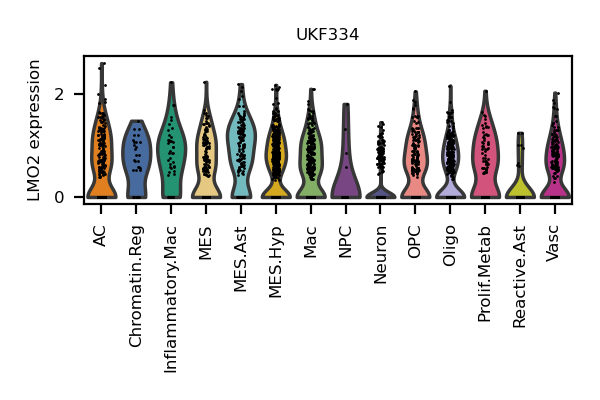 UKF334
LMO2 expression
2
0
AC
Chromatin.Reg
Inflammatory.Mac
MES
MES.Ast
MES.Hyp
Mac
NPC
Neuron
OPC
Oligo
Prolif.Metab
Reactive.Ast
Vasc